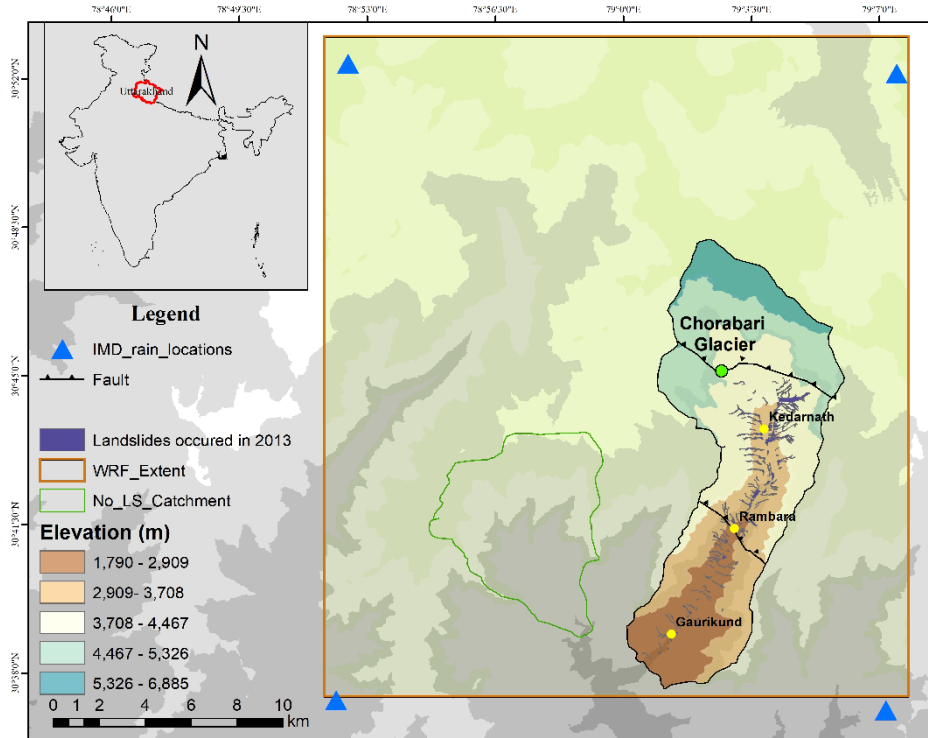 78°46'0"E 78°49'30"E 78°53'0"E 78°56'30"E 79°0'0"E 79°3'30"E 79°7'0"E
30°52'0"N
30°48'30"N
30°45'0"N
30°41'30"N
30°38'0"N
N
Uttarakhand
Legend
IMD_rain_locations
Fault
Landslides occured in 2013
WRF_Extent
No_LS_Catchment
Elevation (m)
1,790 - 2,909
2,909- 3,708
3,708 - 4,467
4,467 - 5,326
5,326 - 6,885
0 1 2 4 6 8 10
km
Chorabari
Glacier
Kedarnath
Rambara
Gaurikund